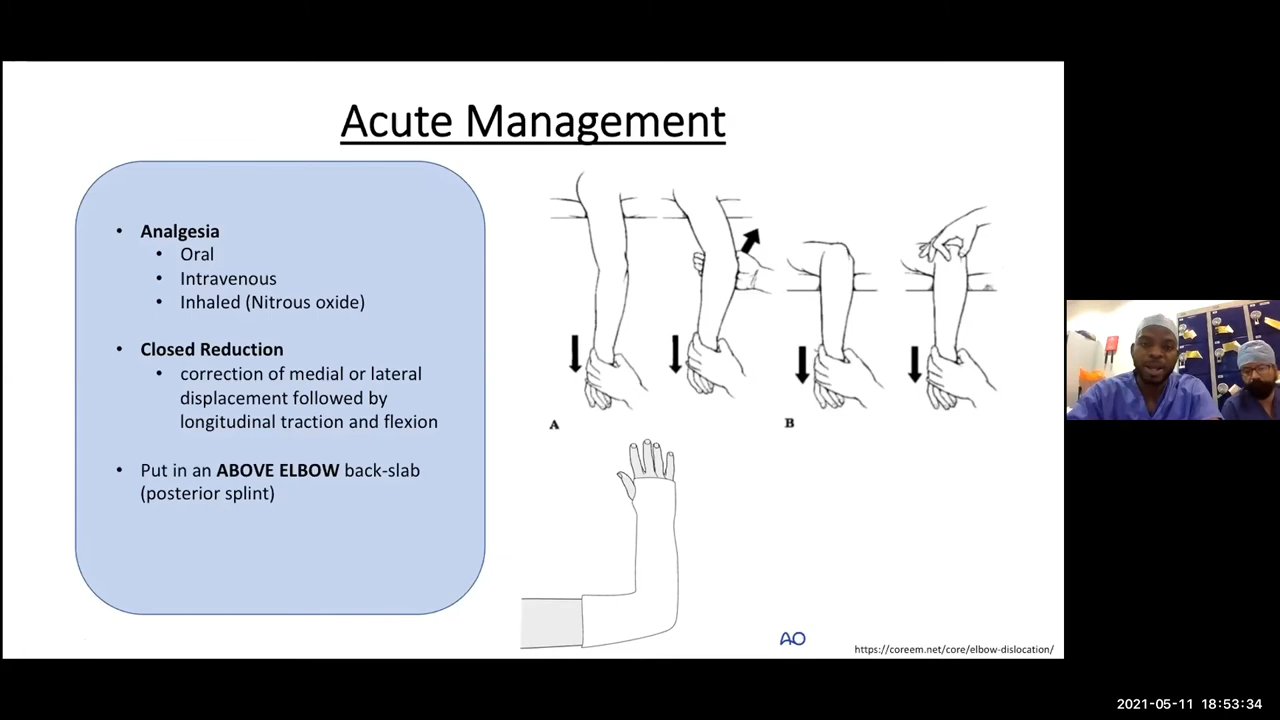 Acute Management
• Analgesia
• Oral
• Intravenous
• Inhaled (Nitrous oxide)
• Closed Reduction
• correction of medial or lateral
displacement followed by
longitudinal traction and flexion
• Put in an ABOVE ELBOW back-slab
(posterior splint)
A
B
AO
https://coreem.net/core/elbow-dislocation/
2021-05-11 18:53:34